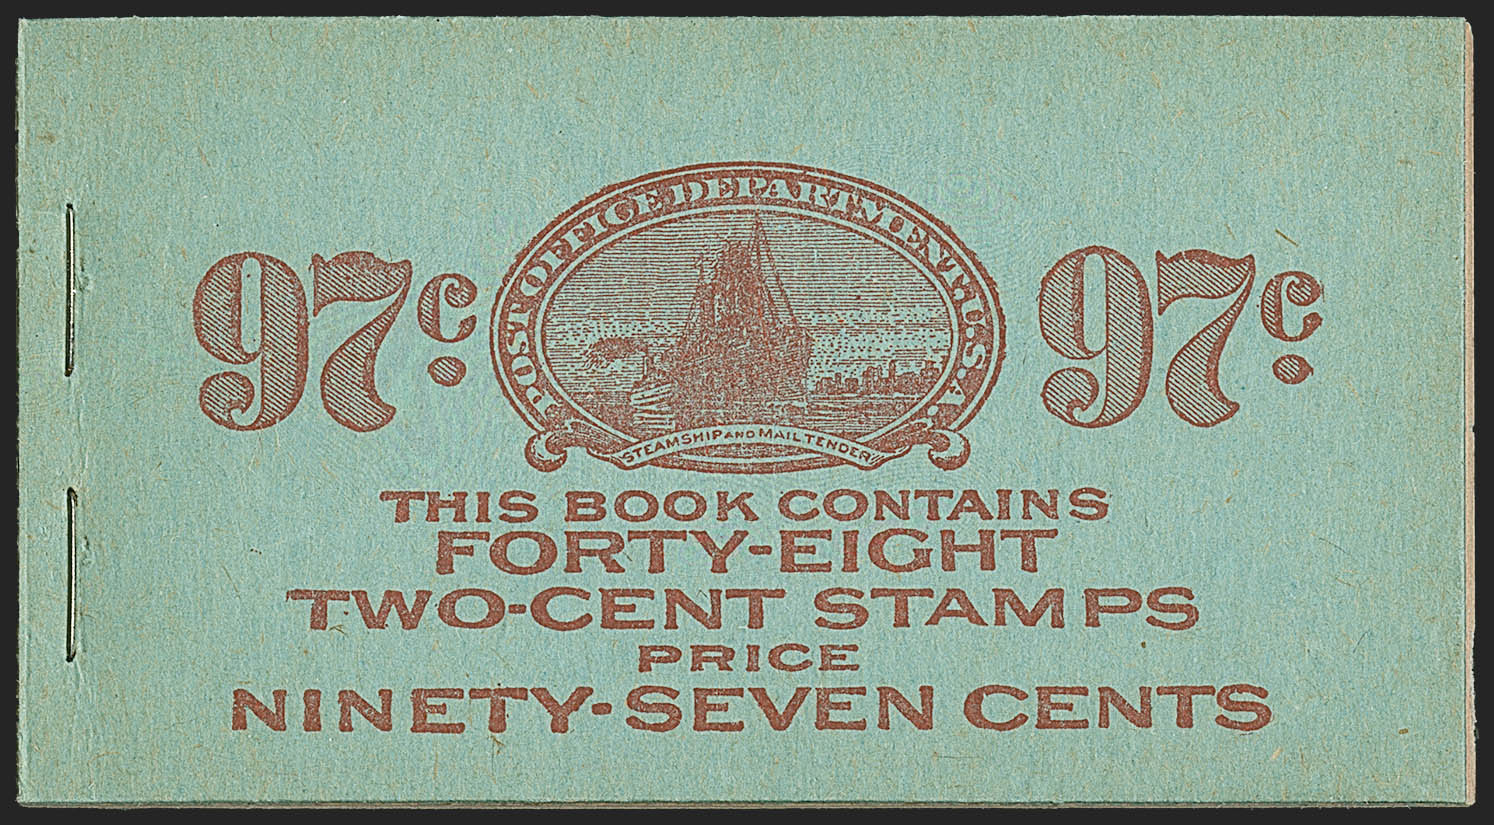 POST OFFICE DEPARTMENT, U.S.A.
97c. 97c.
STEAMSHIP AND MAIL TENDER
THIS BOOK CONTAINS
FORTY-EIGHT
TWO-CENT STAMPS
PRICE
NINETY-SEVEN CENTS